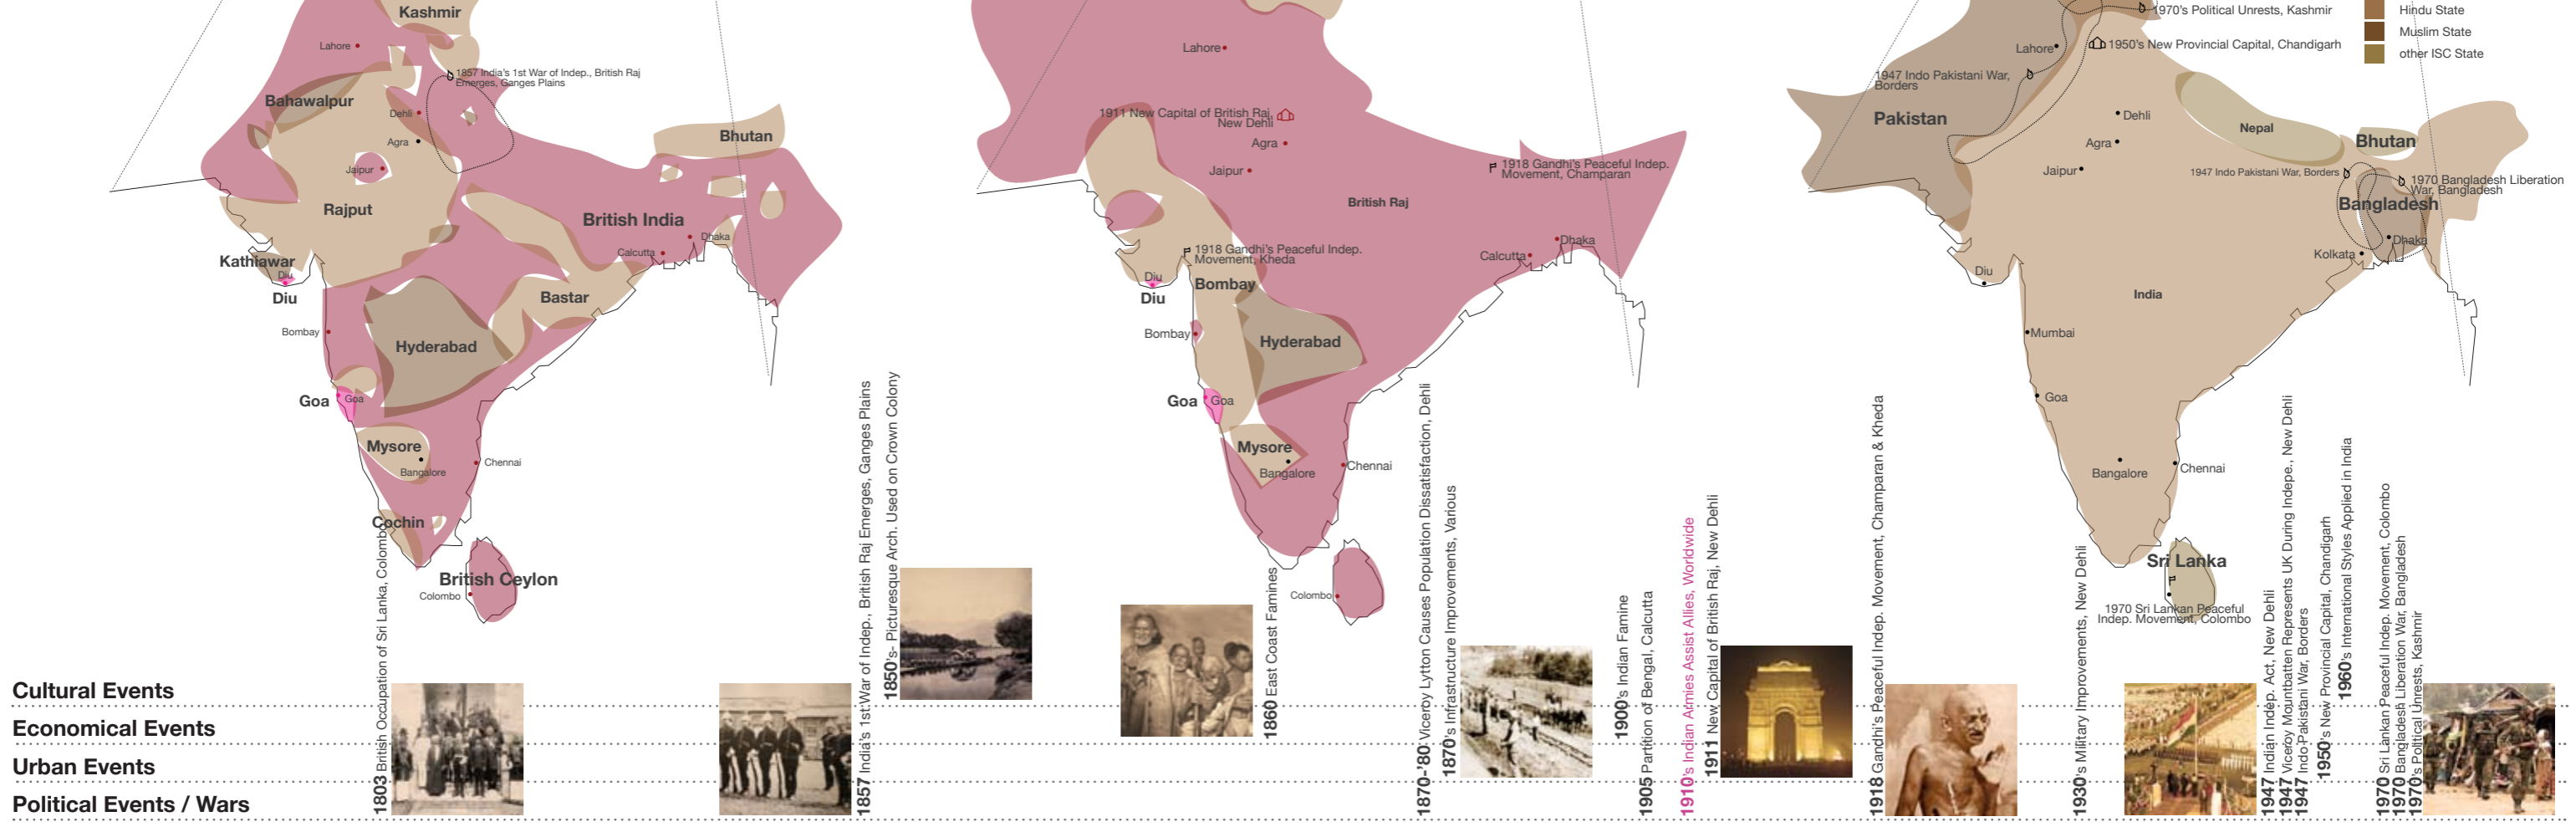 Kashmir
Lahore
1857 India's 1st War of Indep., British Raj
Emerges, Ganges Plains
Bahawalpur
Dehli
Agra
Bhutan
Jaipur
Rajput
British India
Dhaka
Calcutta
Kathiawar
Diu
Diu
Bastar
Bombay
Hyderabad
Goa
Goa
Mysore
Bangalore
Chennai
Cochin
British Ceylon
Colombo
Lahore
1911 New Capital of British Raj,
New Dehli
Agra
Jaipur
1918 Gandhi's Peaceful Indep.
Movement, Champaran
British Raj
1918 Gandhi's Peaceful Indep.
Movement, Kheda
Dhaka
Calcutta
Diu
Diu
Bombay
Bombay
Hyderabad
Goa
Goa
Mysore
Bangalore
Chennai
Colombo
1970's Political Unrests, Kashmir
Hindu State
Muslim State
other ISC State
Lahore
1950's New Provincial Capital, Chandigarh
1947 Indo Pakistani War,
Borders
Pakistan
Dehli
Nepal
Agra
Bhutan
Jaipur
1947 Indo Pakistani War, Borders
1970 Bangladesh Liberation
War, Bangladesh
Bangladesh
Dhaka
Kolkata
Diu
India
Mumbai
Goa
Bangalore
Chennai
Sri Lanka
1970 Sri Lankan Peaceful
Indep. Movement, Colombo
Cultural Events
Economical Events
Urban Events
Political Events / Wars
1803 British Occupation of Sri Lanka, Colombo
1857 India's 1st War of Indep., British Raj Emerges, Ganges Plains
1850's- Picturesque Arch. Used on Crown Colony
1860 East Coast Famines
1870-'80 Viceroy Lytton Causes Population Dissatisfaction, Dehli
1870's Infrastructure Improvements, Various
1900's Indian Famine
1905 Partition of Bengal, Calcutta
1910's Indian Armies Assist Allies, Worldwide
1911 New Capital of British Raj, New Dehli
1918 Gandhi's Peaceful Indep. Movement, Champaran & Kheda
1930's Military Improvements, New Dehli
1947 Indian Indep. Act, New Dehli
1947 Viceroy Mountbatten Represents UK During Indepe., New Dehli
1947 Indo-Pakistani War, Borders
1950's New Provincial Capital, Chandigarh
1960's International Styles Applied in India
1970 Sri Lankan Peaceful Indep. Movement, Colombo
1970 Bangladesh Liberation War, Bangladesh
1970's Political Unrests, Kashmir